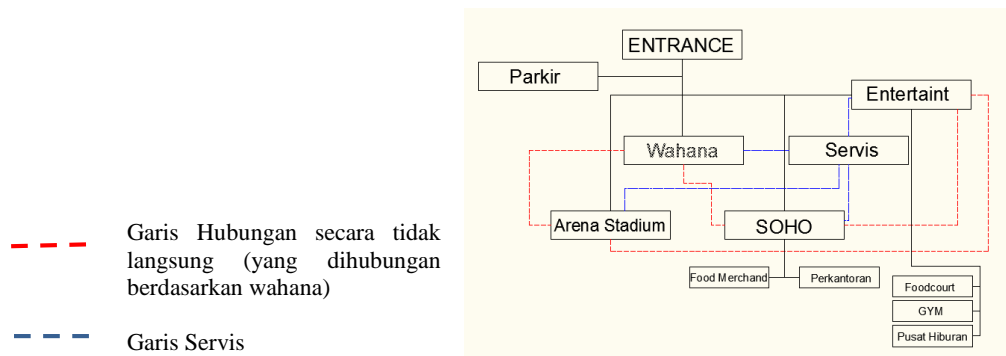 ENTRANCE
Parkir
Entertaint
Wahana
Servis
Arena Stadium
SOHO
Food Merchand
Perkantoran
Foodcourt
GYM
Pusat Hiburan
Garis Hubungan secara tidak
langsung (yang dihubungan
berdasarkan wahana)
Garis Servis